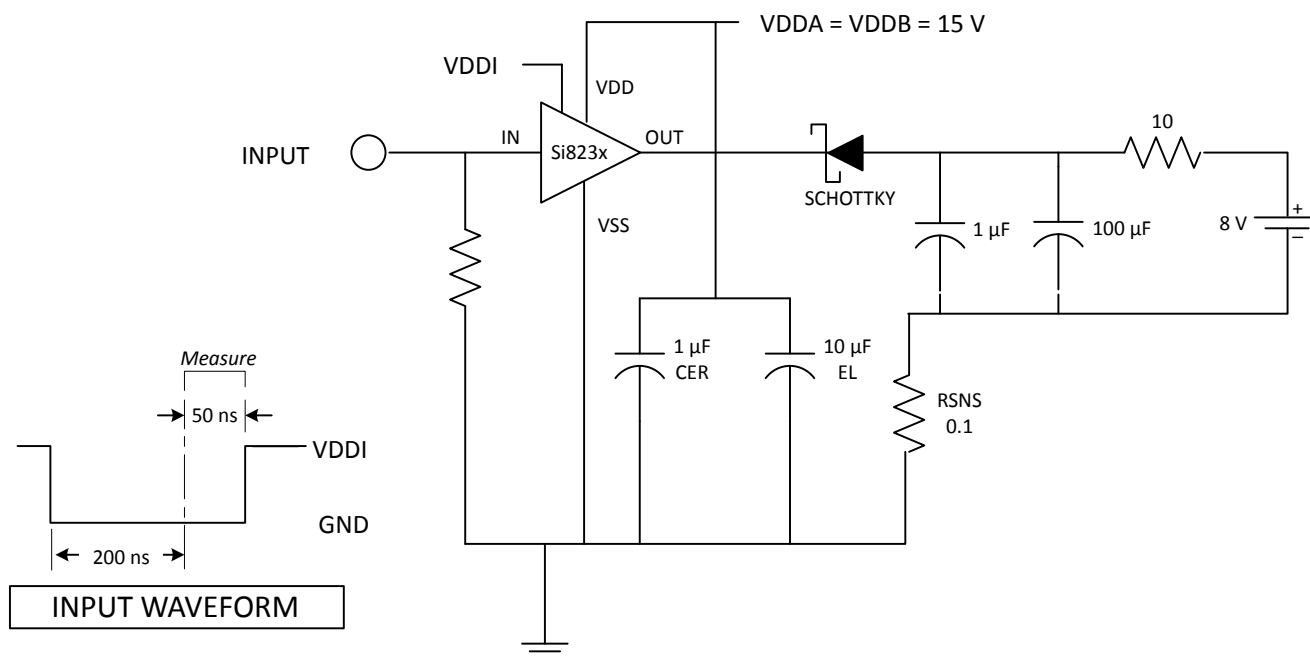 VDDA = VDDB = 15 V
VDDI
VDD
10
INPUT
IN
Si823x
OUT
SCHOTTKY
VSS
1 µF
100 µF
8 V
+
–
1 µF
CER
10 µF
EL
RSNS
0.1
Measure
50 ns
VDDI
GND
200 ns
INPUT WAVEFORM